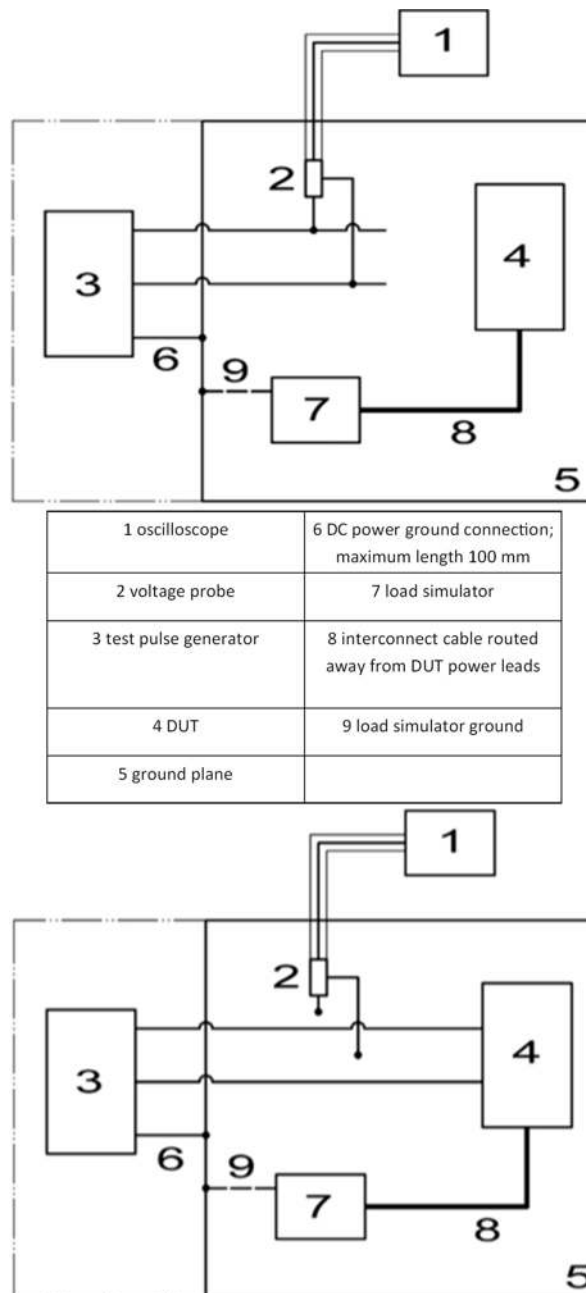 1
2
3
4
6
9
7
8
5
1 oscilloscope
6 DC power ground connection;
maximum length 100 mm
2 voltage probe
7 load simulator
3 test pulse generator
8 interconnect cable routed
away from DUT power leads
4 DUT
9 load simulator ground
5 ground plane
1
2
3
4
6
9
7
8
5